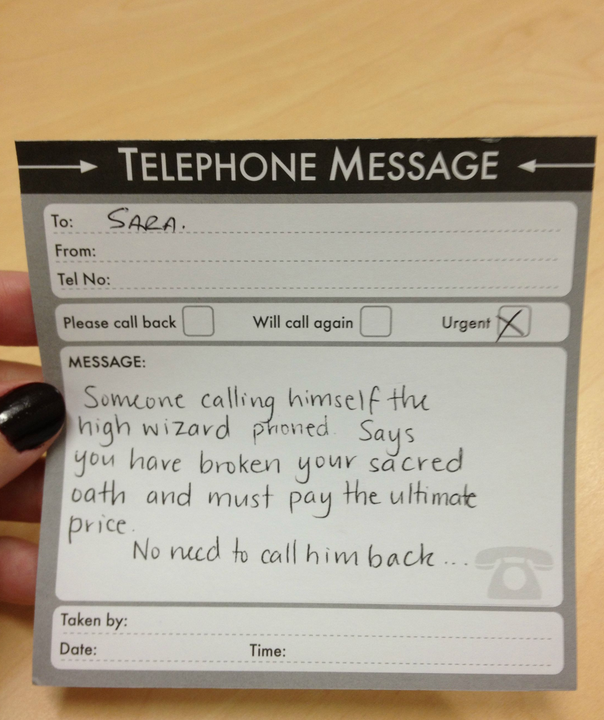 TELEPHONE MESSAGE
To: SARA.
From:
Tel No:
Please call back Will call again Urgent X
MESSAGE:
Someone calling himself the
high wizard phoned. Says
you have broken your sacred
oath and must pay the ultimate
price.
No need to call him back...
Taken by:
Date: Time: